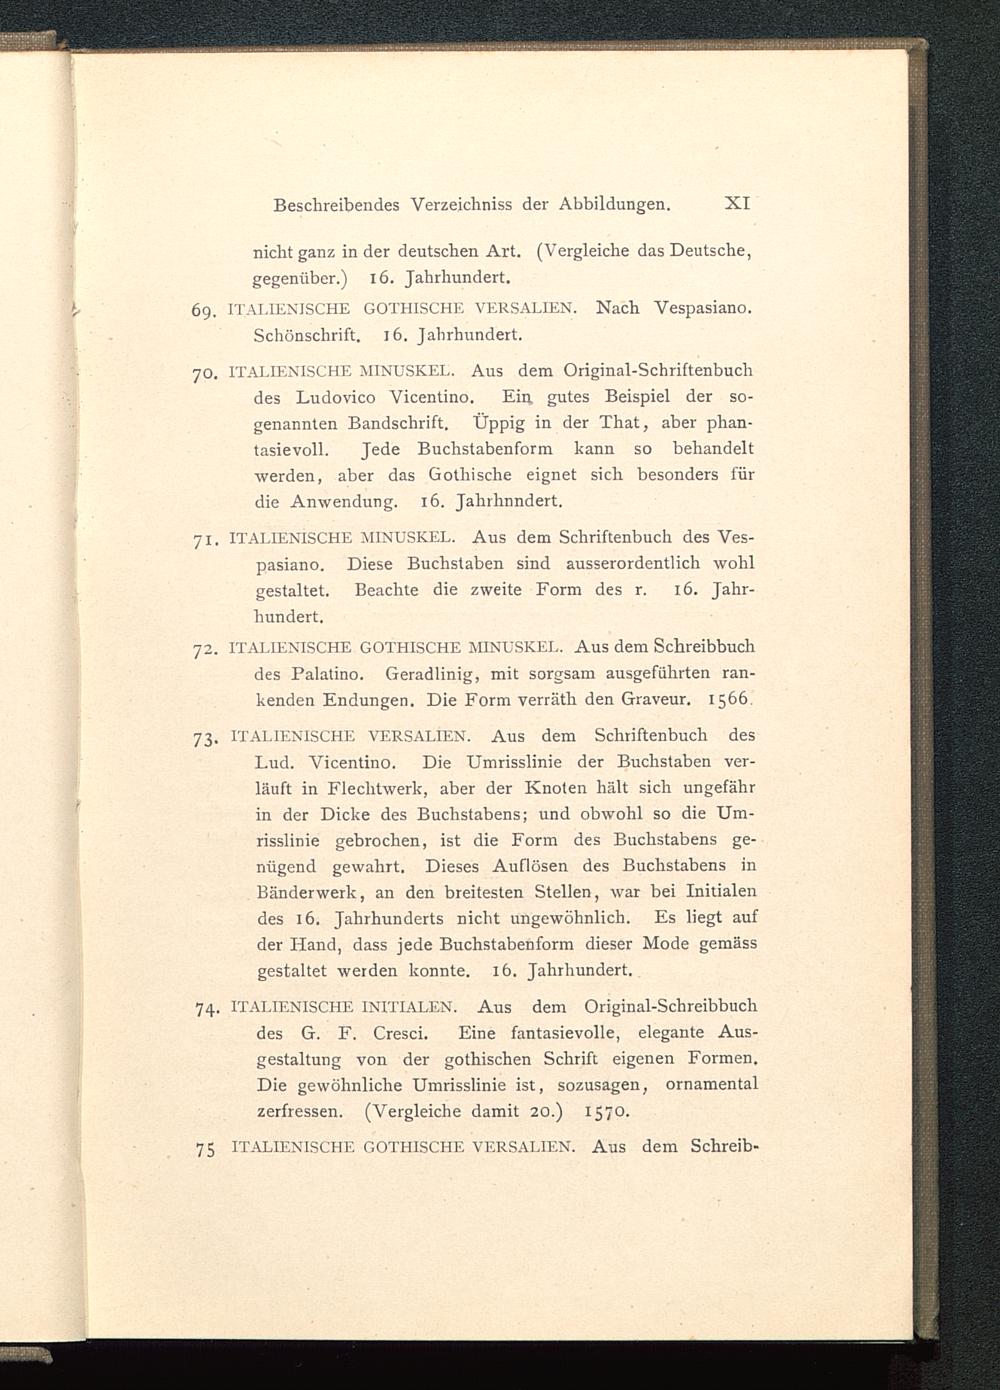 Beschreibendes Verzeichniss der Abbildungen. XI
nicht ganz in der deutschen Art. (Vergleiche das Deutsche,
gegenüber.) 16. Jahrhundert.
69. ITALIENISCHE GOTHISCHE VERSALIEN. Nach Vespasiano.
Schönschrift. 16. Jahrhundert.
70. ITALIENISCHE MINUSKEL. Aus dem Original-Schriftenbuch
des Ludovico Vicentino. Ein gutes Beispiel der so-
genannten Bandschrift. Üppig in der That, aber phan-
tasievoll. Jede Buchstabenform kann so behandelt
werden, aber das Gothische eignet sich besonders für
die Anwendung. 16. Jahrhnndert.
71. ITALIENISCHE MINUSKEL. Aus dem Schriftenbuch des Ves-
pasiano. Diese Buchstaben sind ausserordentlich wohl
gestaltet. Beachte die zweite Form des r. 16. Jahr-
hundert.
72. ITALIENISCHE GOTHISCHE MINUSKEL. Aus dem Schreibbuch
des Palatino. Geradlinig, mit sorgsam ausgeführten ran-
kenden Endungen. Die Form verräth den Graveur. 1566.
73. ITALIENISCHE VERSALIEN. Aus dem Schriftenbuch des
Lud. Vicentino. Die Umrisslinie der Buchstaben ver-
läuft in Flechtwerk, aber der Knoten hält sich ungefähr
in der Dicke des Buchstabens; und obwohl so die Um-
risslinie gebrochen, ist die Form des Buchstabens ge-
nügend gewahrt. Dieses Auflösen des Buchstabens in
Bänderwerk, an den breitesten Stellen, war bei Initialen
des 16. Jahrhunderts nicht ungewöhnlich. Es liegt auf
der Hand, dass jede Buchstabenform dieser Mode gemäss
gestaltet werden konnte. 16. Jahrhundert.
74. ITALIENISCHE INITIALEN. Aus dem Original-Schreibbuch
des G. F. Cresci. Eine fantasievolle, elegante Aus-
gestaltung von der gothischen Schrift eigenen Formen.
Die gewöhnliche Umrisslinie ist, sozusagen, ornamental
zerfressen. (Vergleiche damit 20.) 1570.
75 ITALIENISCHE GOTHISCHE VERSALIEN. Aus dem Schreib-